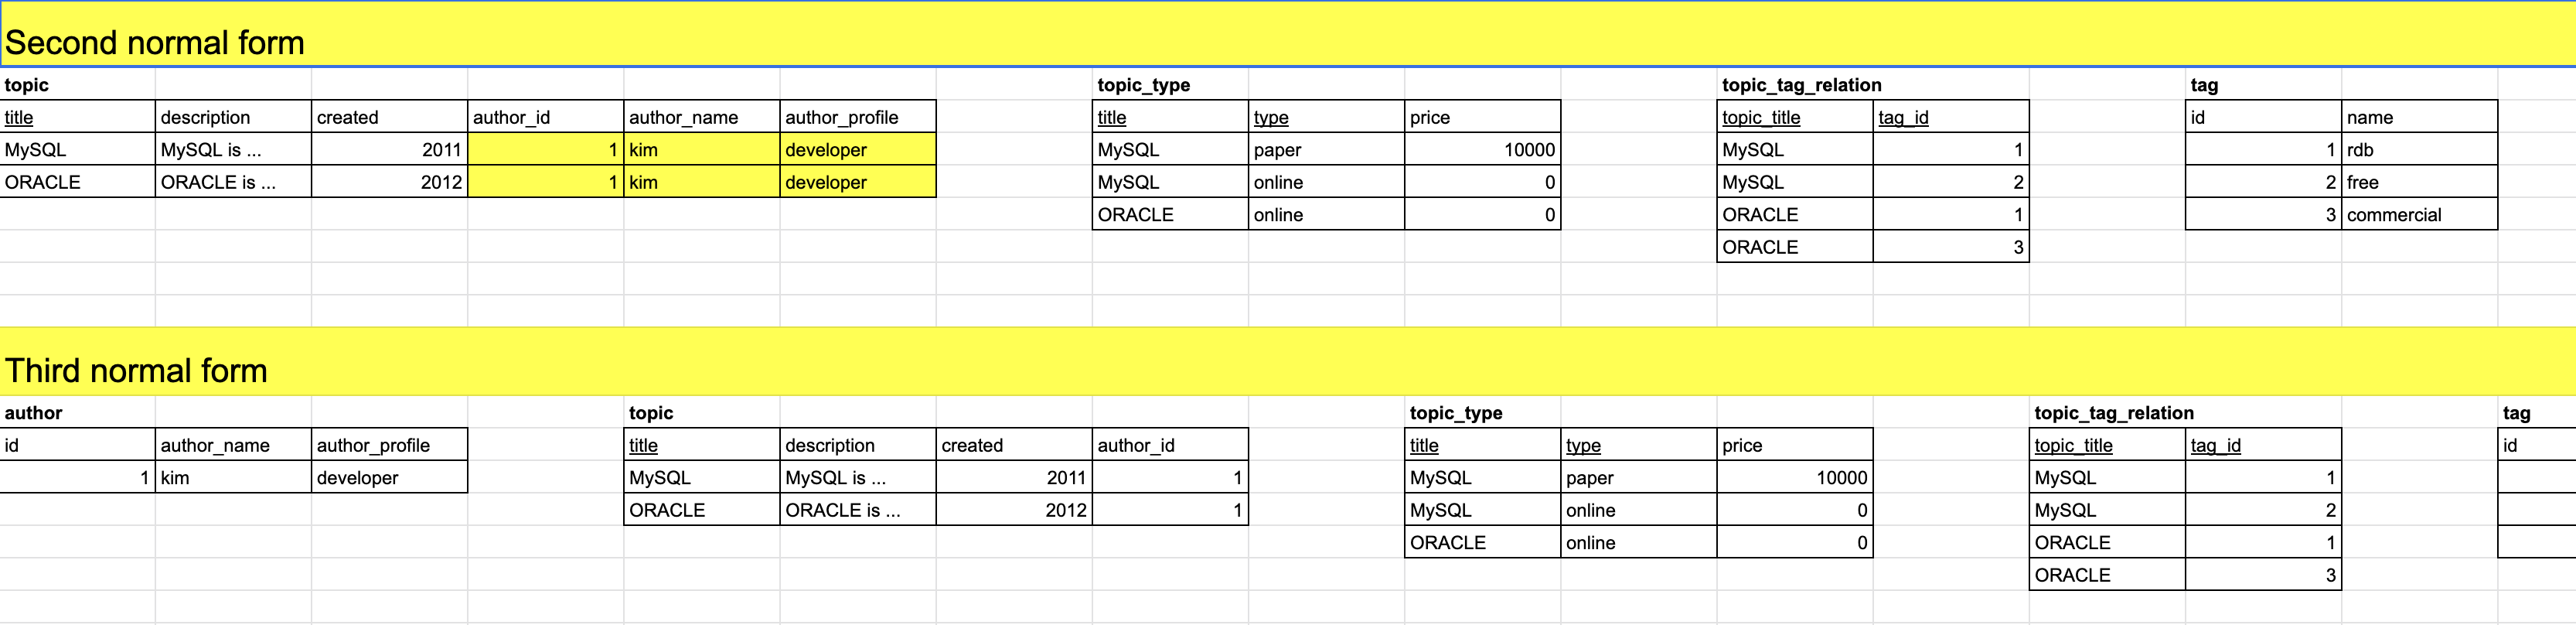 Second normal form
topic topic_type topic_tag_relation tag
title description created author_id author_name author_profile title type price topic_title tag_id id name
MySQL MySQL is ... 2011 1 kim developer MySQL paper 10000 MySQL 1 1 rdb
ORACLE ORACLE is ... 2012 1 kim developer MySQL online 0 MySQL 2 2 free
ORACLE online 0 ORACLE 1 3 commercial
ORACLE 3
Third normal form
author topic topic_type topic_tag_relation tag
id author_name author_profile title description created author_id title type price topic_title tag_id id
1 kim developer MySQL MySQL is ... 2011 1 MySQL paper 10000 MySQL 1
ORACLE ORACLE is ... 2012 1 MySQL online 0 MySQL 2
ORACLE online 0 ORACLE 1
ORACLE 3